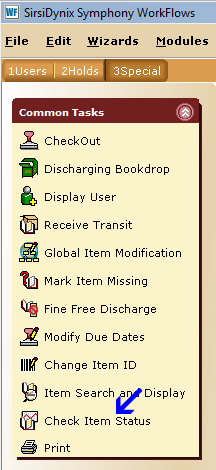 WF SirsiDynix Symphony WorkFlows
File Edit Wizards Modules
1Users 2Holds 3Special
Common Tasks
CheckOut
Discharging Bookdrop
Display User
Receive Transit
Global Item Modification
Mark Item Missing
Fine Free Discharge
Modify Due Dates
Change Item ID
Item Search and Display
Check Item Status
Print